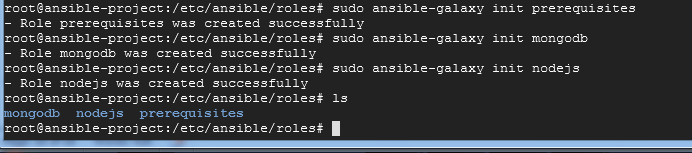 root@ansible-project:/etc/ansible/roles# sudo ansible-galaxy init prerequisites
- Role prerequisites was created successfully
root@ansible-project:/etc/ansible/roles# sudo ansible-galaxy init mongodb
- Role mongodb was created successfully
root@ansible-project:/etc/ansible/roles# sudo ansible-galaxy init nodejs
- Role nodejs was created successfully
root@ansible-project:/etc/ansible/roles# ls
mongodb  nodejs  prerequisites
root@ansible-project:/etc/ansible/roles#